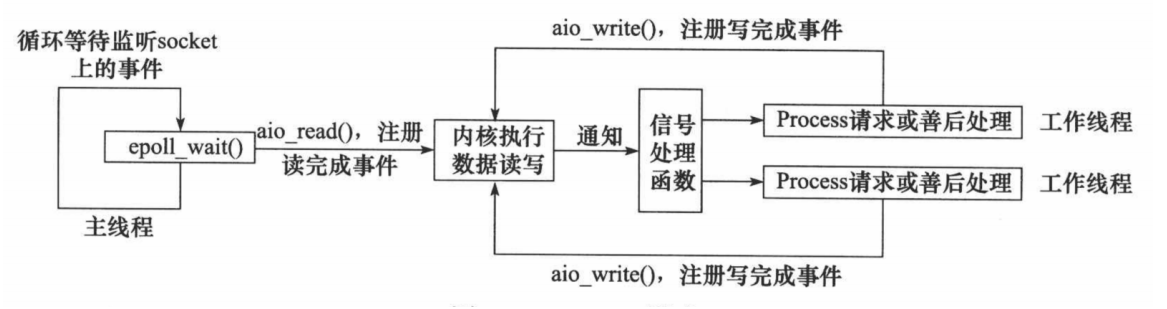 aio_write()，注册写完成事件
循环等待监听socket
上的事件
epoll_wait()
aio_read()，注册
读完成事件
主线程
内核执行
数据读写
通知
信号
处理
函数
Process请求或善后处理
工作线程
Process请求或善后处理
工作线程
aio_write()，注册写完成事件